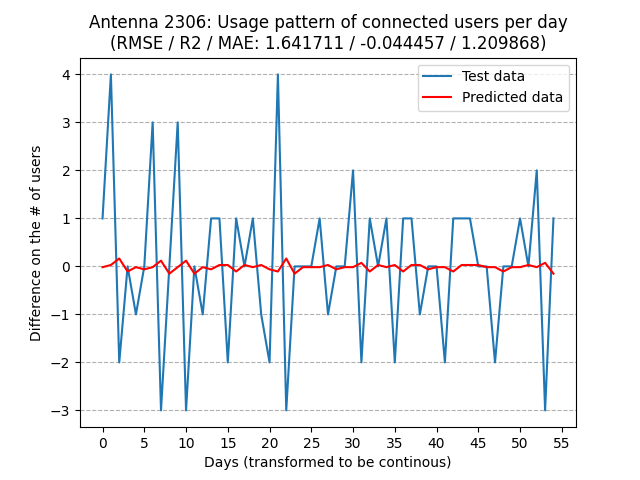 Antenna 2306: Usage pattern of connected users per day
(RMSE / R2 / MAE: 1.641711 / -0.044457 / 1.209868)
Test data
Predicted data
Difference on the # of users
4
3
2
1
0
−1
−2
−3
0 5 10 15 20 25 30 35 40 45 50 55
Days (transformed to be continous)